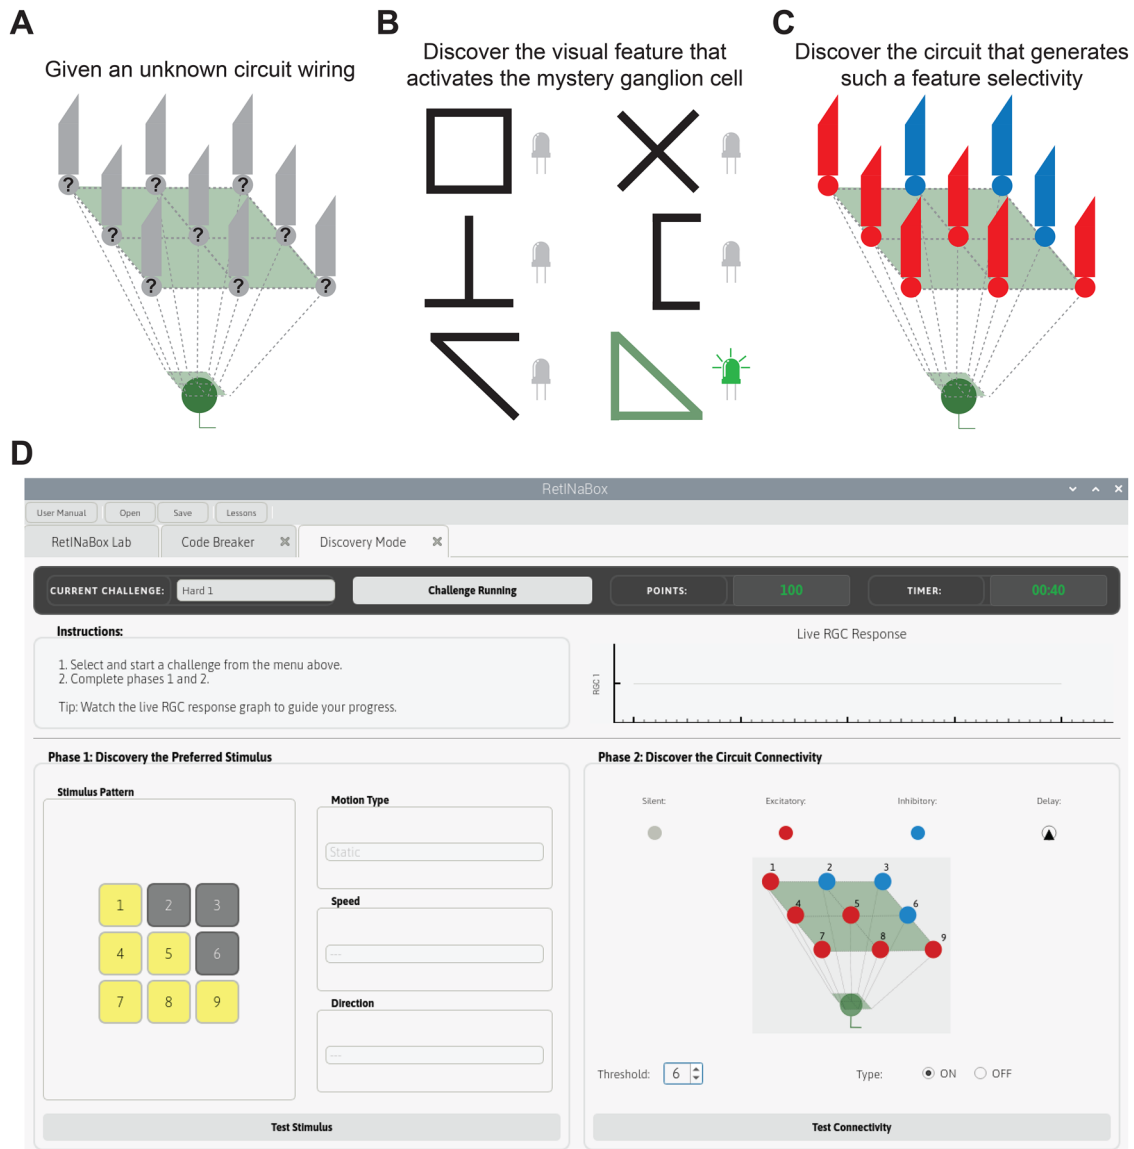 A
Given an unknown circuit wiring
? ? ?
? ? ?
? ? ?
B
Discover the visual feature that
activates the mystery ganglion cell
C
Discover the circuit that generates
such a feature selectivity
D
RetINaBox
User Manual Open Save Lessons
RetINaBox Lab Code Breaker Discovery Mode
CURRENT CHALLENGE: Hard 1 Challenge Running POINTS: 100 TIMER: 00:40
Instructions:
1. Select and start a challenge from the menu above.
2. Complete phases 1 and 2.
Tip: Watch the live RGC response graph to guide your progress.
Live RGC Response
RGC 1
Phase 1: Discovery the Preferred Stimulus
Stimulus Pattern
1 2 3
4 5 6
7 8 9
Motion Type
Static
Speed
---
Direction
---
Test Stimulus
Phase 2: Discover the Circuit Connectivity
Silent: Excitatory: Inhibitory: Delay:
1 2 3
4 5 6
7 8 9
Threshold: 6 Type: ON OFF
Test Connectivity